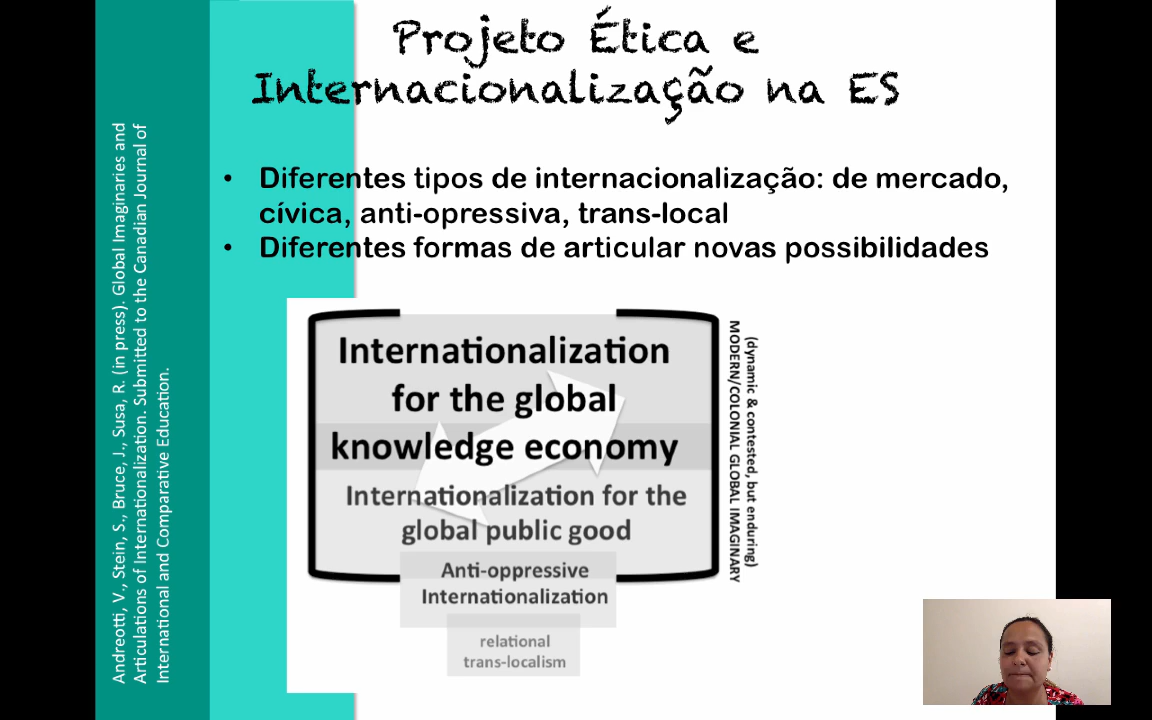 Projeto Ética e
Internacionalização na ES
• Diferentes tipos de internacionalização: de mercado,
cívica, anti-opressiva, trans-local
• Diferentes formas de articular novas possibilidades
Internationalization
for the global
knowledge economy
Internationalization for the
global public good
Anti-oppressive
Internationalization
relational
trans-localism
(dynamic & contested, but enduring)
MODERN/COLONIAL GLOBAL IMAGINARY
Andreotti, V., Stein, S., Bruce, J., Susa, R. (in press). Global Imaginaries and
Articulations of Internationalization. Submitted to the Canadian Journal of
International and Comparative Education.